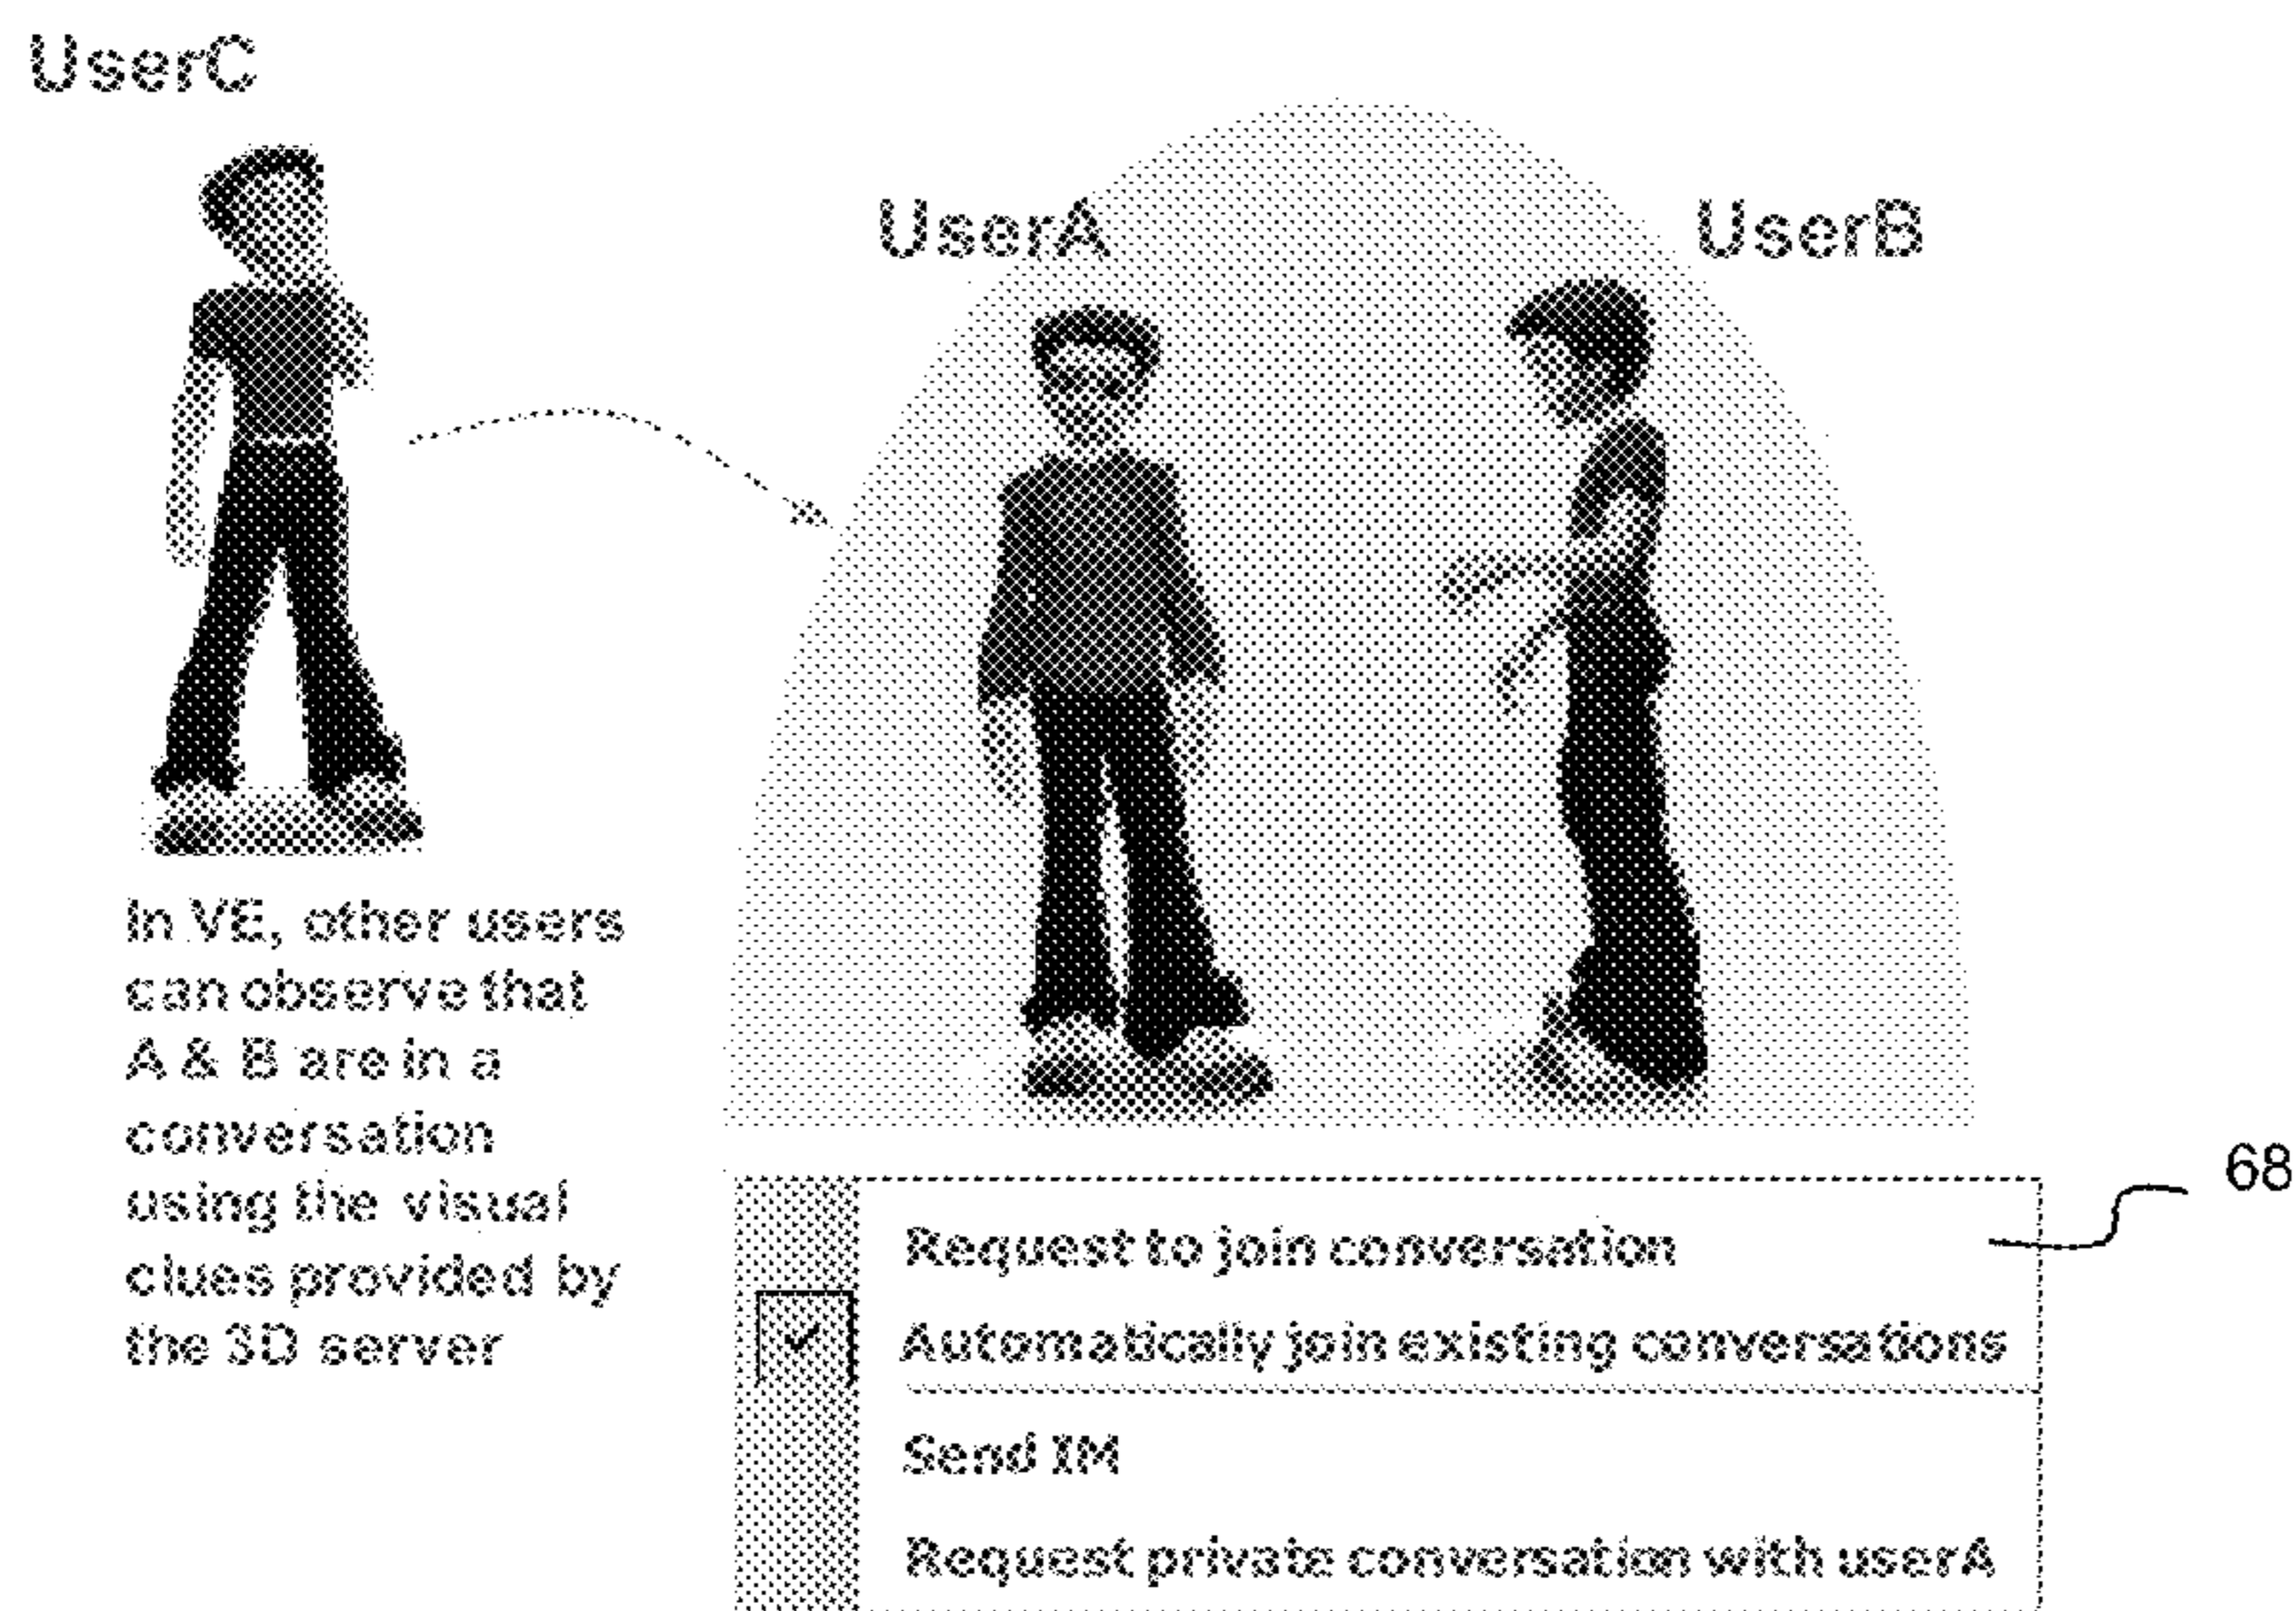 UserC
UserA
UserB
In VE, other users
can observe that
A & B are in a
conversation
using the visual
clues provided by
the 3D server
68
Request to join conversation
Automatically join existing conversations
Send IM
Request private conversation with userA